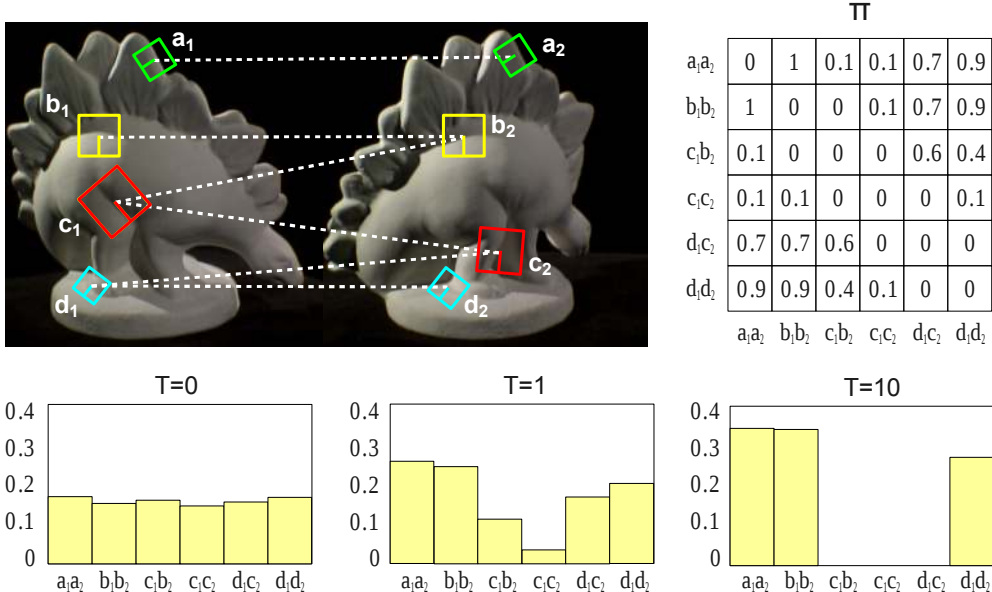 Π
a₁ a₂
b₁ b₂
c₁ c₂
d₁ d₂
a₁a₂ 0 1 0.1 0.1 0.7 0.9
b₁b₂ 1 0 0 0.1 0.7 0.9
c₁b₂ 0.1 0 0 0 0.6 0.4
c₁c₂ 0.1 0.1 0 0 0 0.1
d₁c₂ 0.7 0.7 0.6 0 0 0
d₁d₂ 0.9 0.9 0.4 0.1 0 0
a₁a₂ b₁b₂ c₁b₂ c₁c₂ d₁c₂ d₁d₂
T=0
0.4
0.3
0.2
0.1
0
a₁a₂ b₁b₂ c₁b₂ c₁c₂ d₁c₂ d₁d₂
T=1
0.4
0.3
0.2
0.1
0
a₁a₂ b₁b₂ c₁b₂ c₁c₂ d₁c₂ d₁d₂
T=10
0.4
0.3
0.2
0.1
0
a₁a₂ b₁b₂ c₁b₂ c₁c₂ d₁c₂ d₁d₂